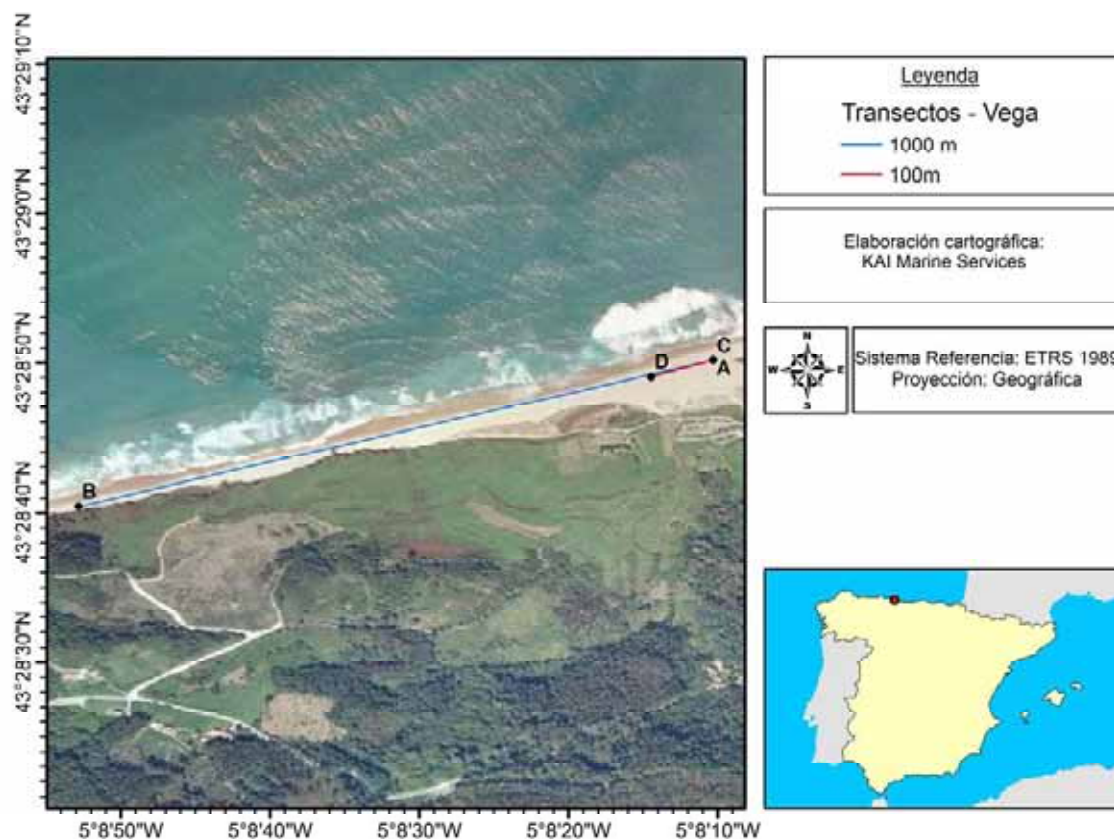 43°29'10"N
43°29'0"N
43°28'50"N
43°28'40"N
43°28'30"N
5°8'50"W
5°8'40"W
5°8'30"W
5°8'20"W
5°8'10"W
B
D
C
A
Leyenda
Transectos - Vega
1000 m
100m
Elaboración cartográfica:
KAI Marine Services
N
W
E
S
Sistema Referencia: ETRS 1989
Proyección: Geográfica